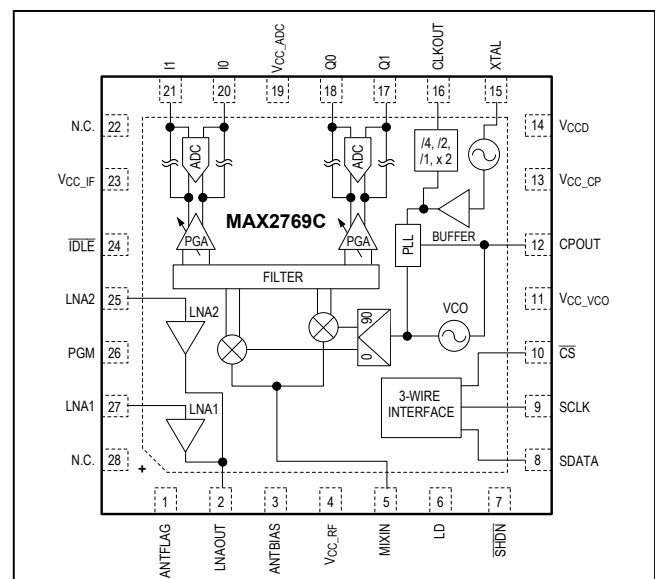 I1
I0
VCC_ADC
Q0
Q1
CLKOUT
XTAL
21
20
19
18
17
16
15
N.C. 22
VCC_IF 23
IDLE 24
LNA2 25
PGM 26
LNA1 27
N.C. 28
ADC
ADC
/4, /2,
/1, x 2
MAX2769C
PGA
PGA
BUFFER
PLL
FILTER
LNA2
VCO
90
0
LNA1
3-WIRE
INTERFACE
14 VCCD
13 VCC_CP
12 CPOUT
11 VCC_VCO
10 CS
9 SCLK
8 SDATA
+
1
2
3
4
5
6
7
ANTFLAG
LNAOUT
ANTBIAS
VCC_RF
MIXIN
LD
SHDN